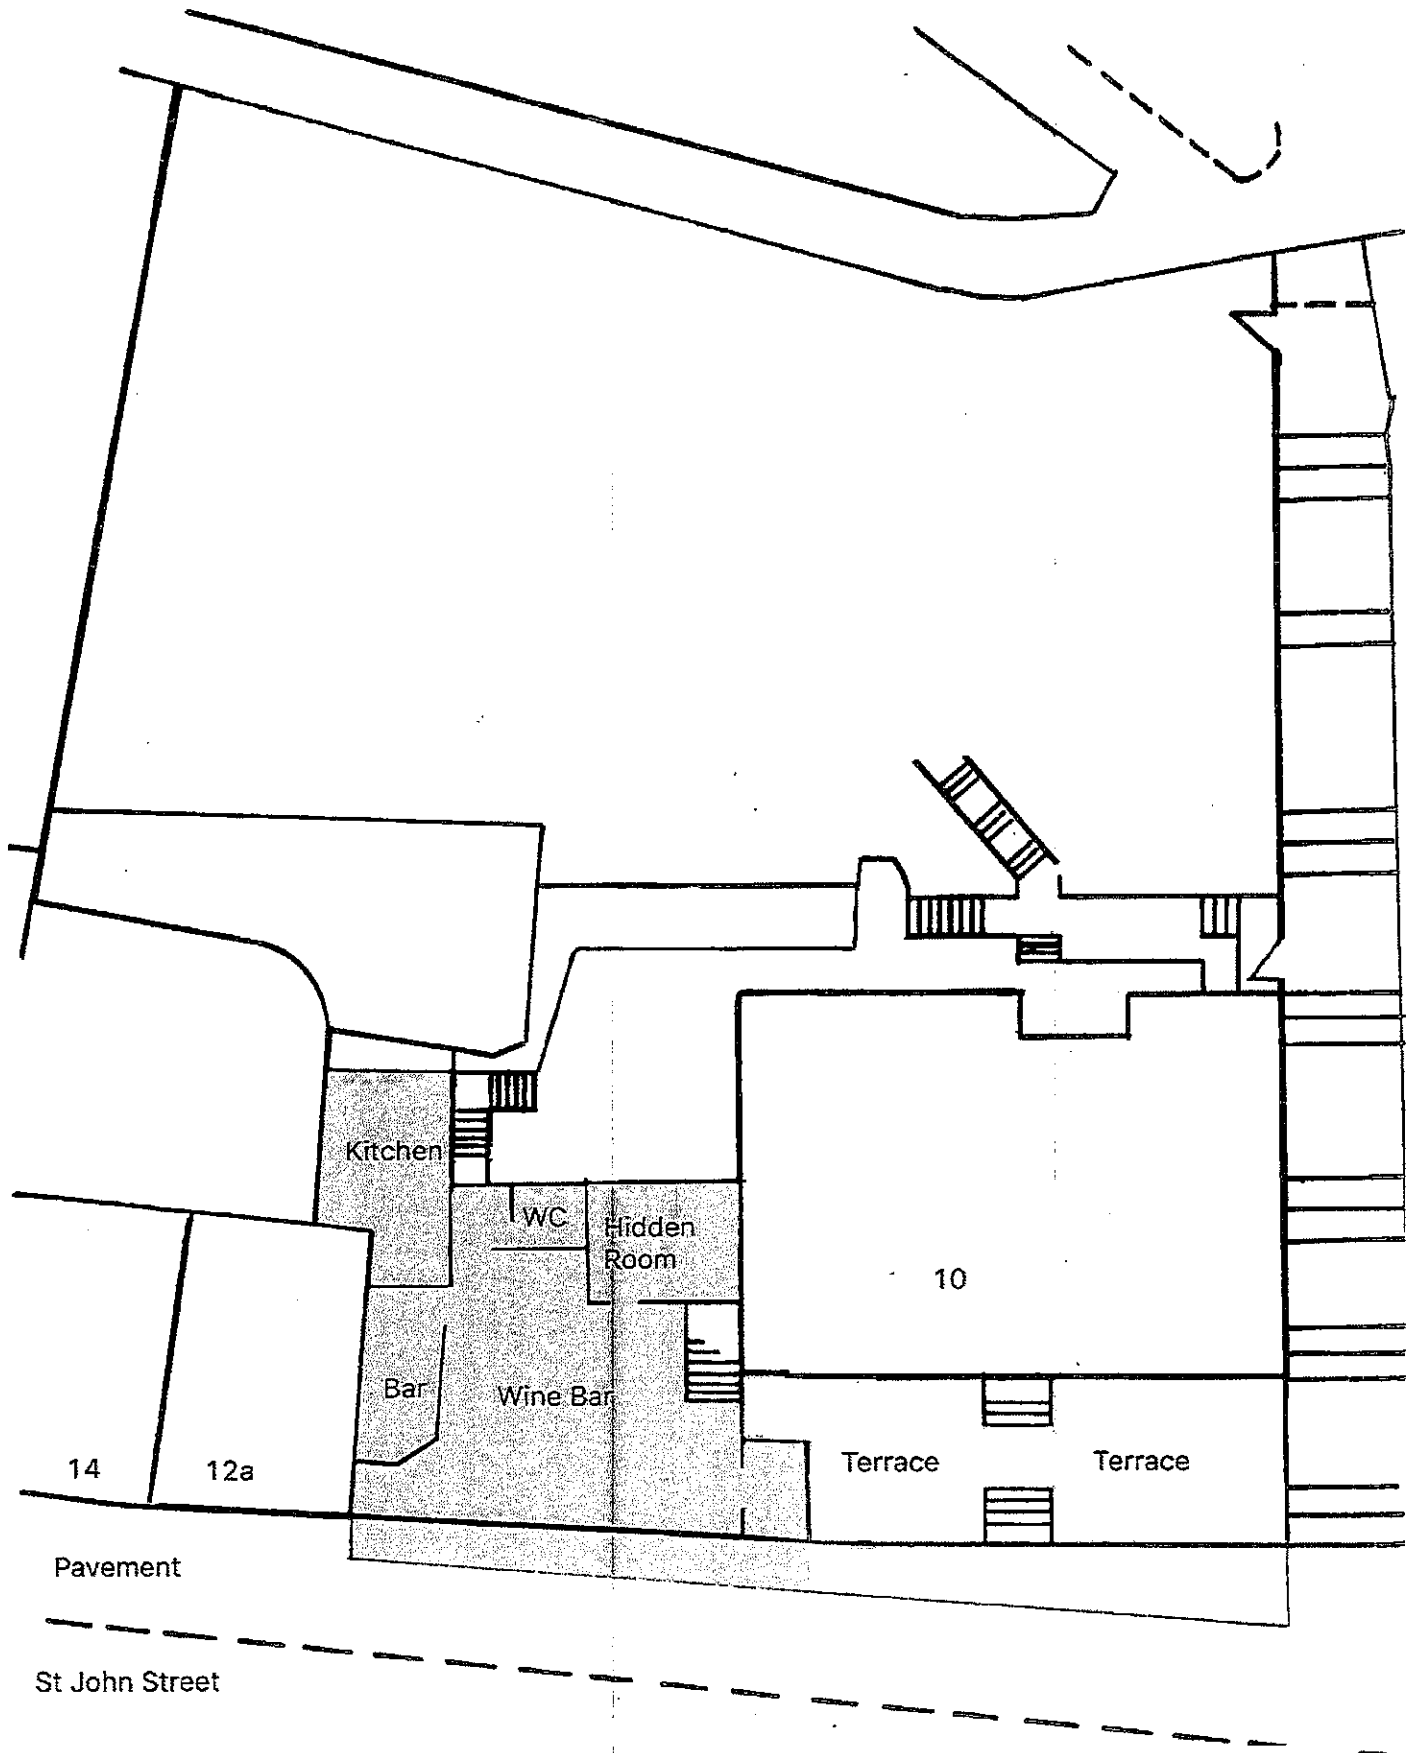 Kitchen
WC
Hidden
Room
10
Bar
Wine Bar
Terrace
Terrace
14
12a
Pavement
St John Street